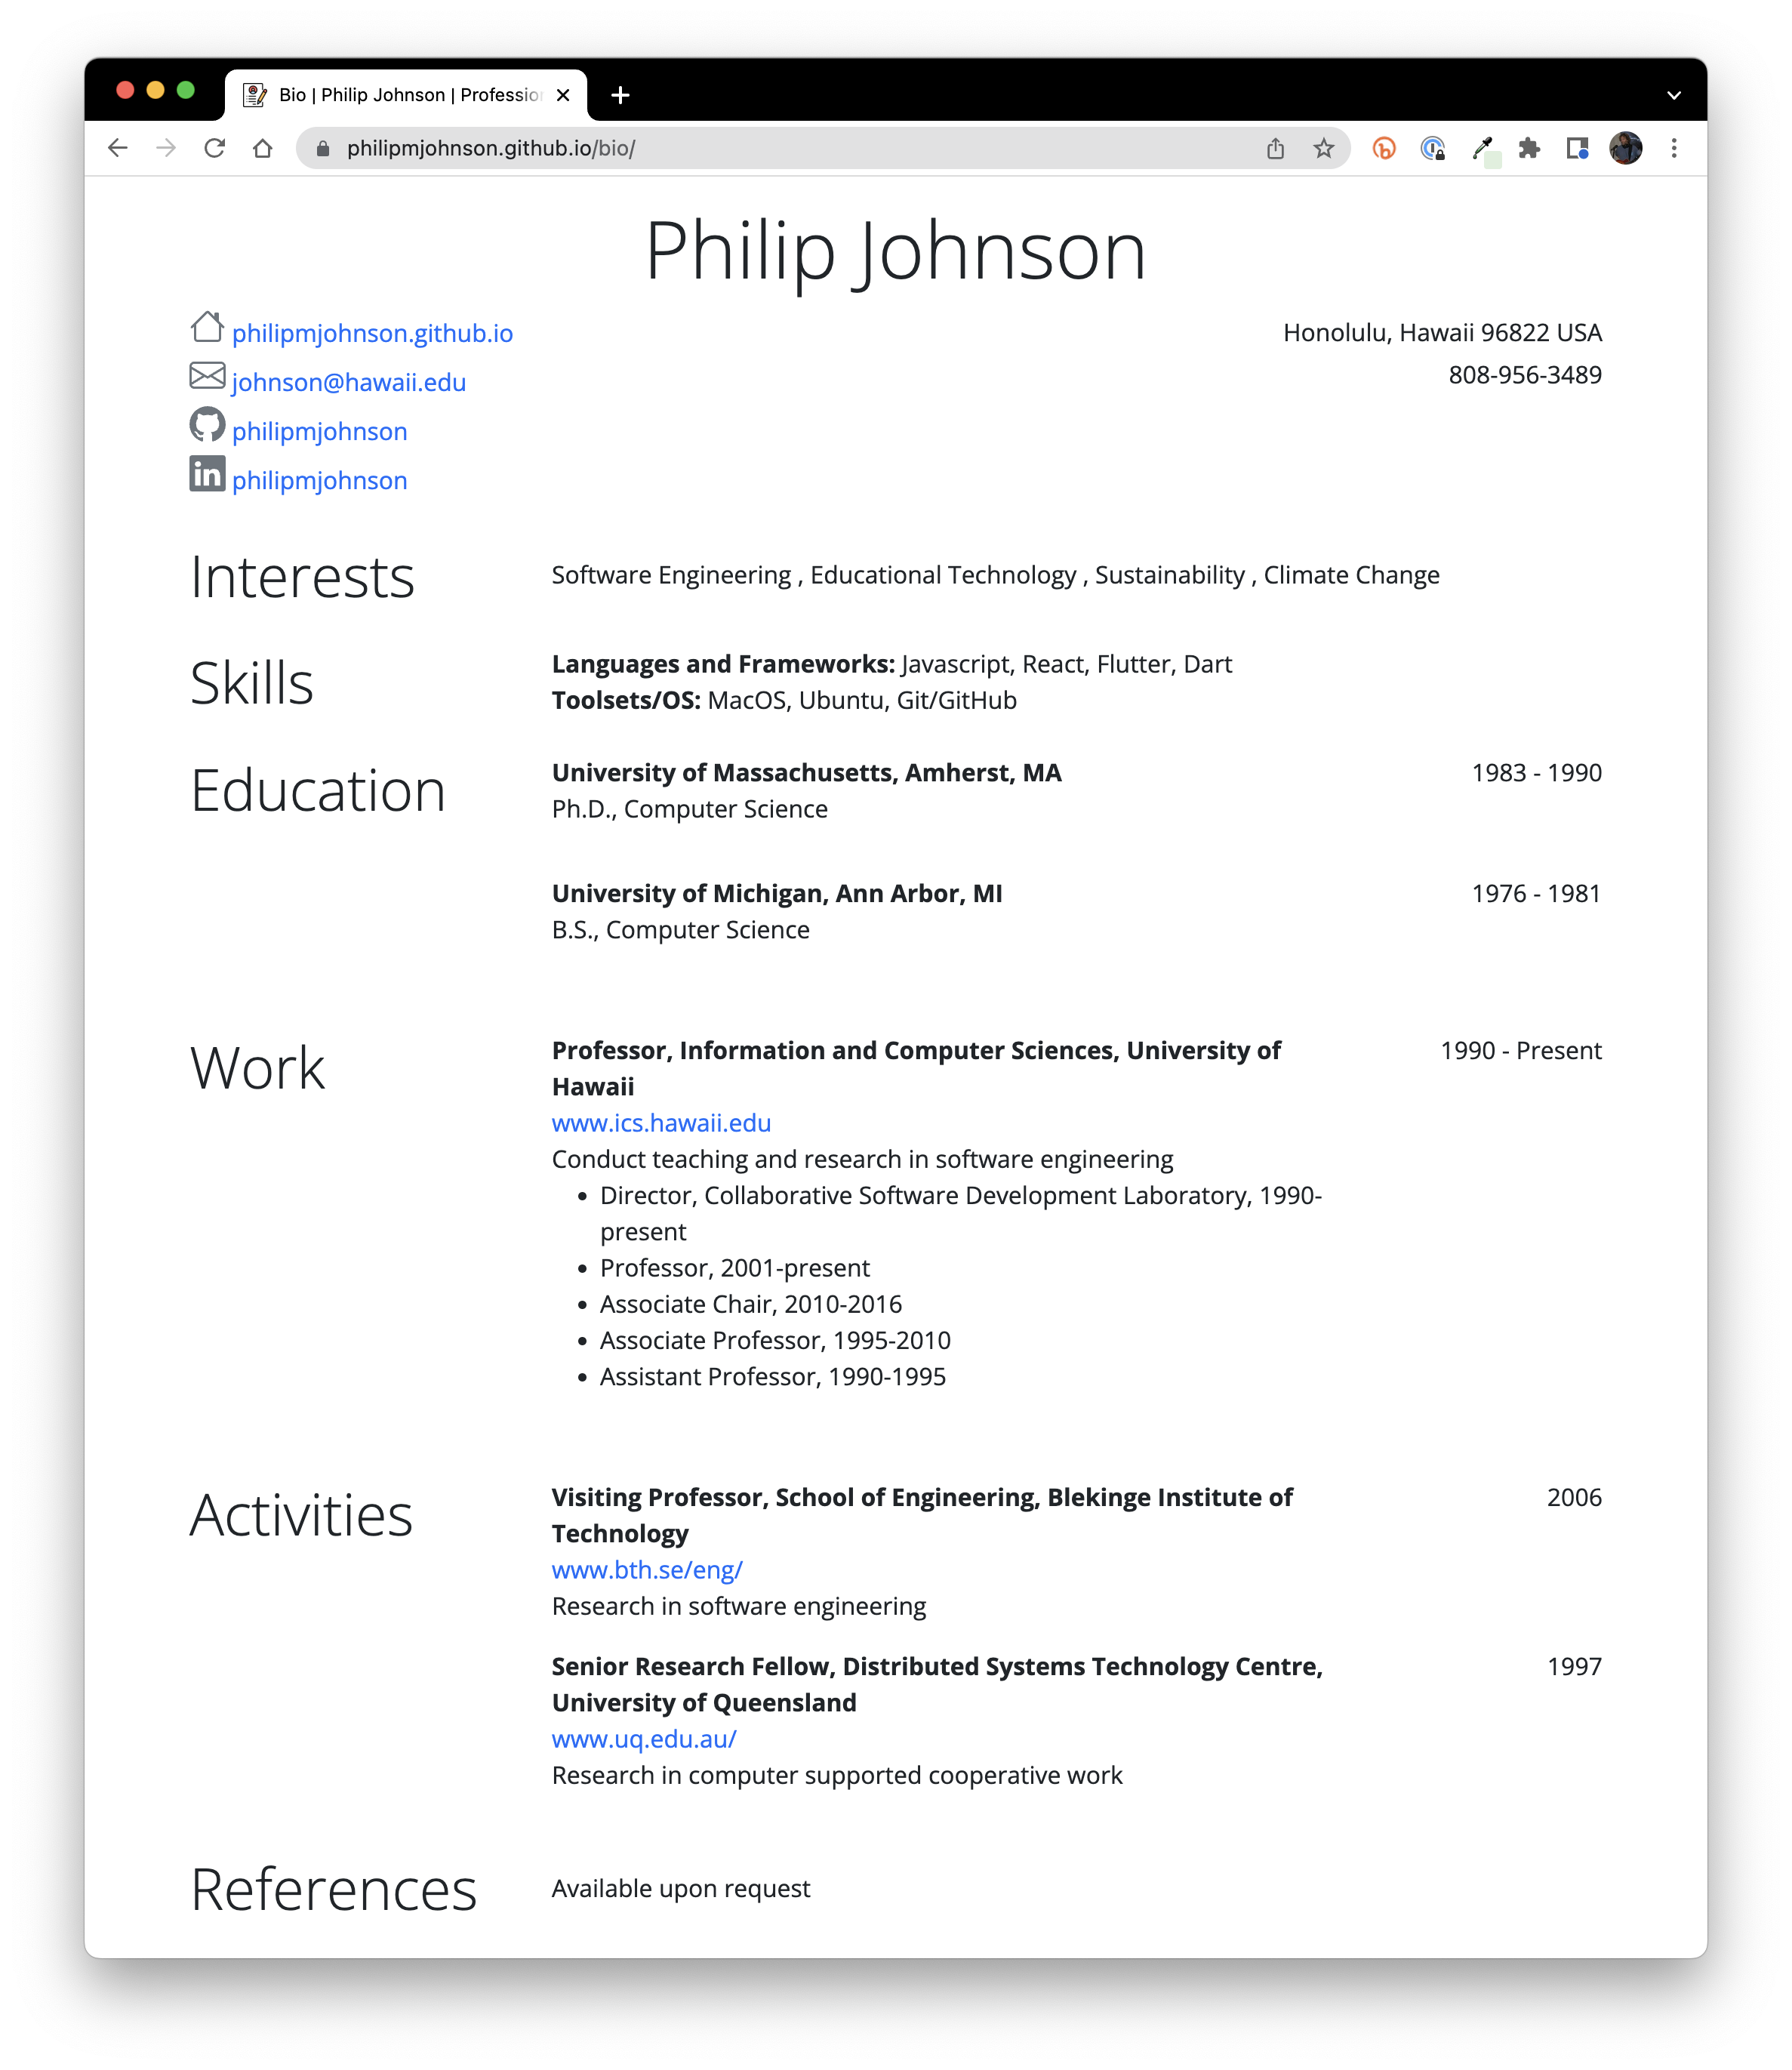 Bio | Philip Johnson | Professio
philipmjohnson.github.io/bio/
Philip Johnson
philipmjohnson.github.io
Honolulu, Hawaii 96822 USA
johnson@hawaii.edu
808-956-3489
philipmjohnson
in philipmjohnson
Interests
Software Engineering , Educational Technology , Sustainability , Climate Change
Skills
Languages and Frameworks: Javascript, React, Flutter, Dart
Toolsets/OS: MacOS, Ubuntu, Git/GitHub
Education
University of Massachusetts, Amherst, MA 1983 - 1990
Ph.D., Computer Science
University of Michigan, Ann Arbor, MI 1976 - 1981
B.S., Computer Science
Work
Professor, Information and Computer Sciences, University of 1990 - Present
Hawaii
www.ics.hawaii.edu
Conduct teaching and research in software engineering
• Director, Collaborative Software Development Laboratory, 1990-
present
• Professor, 2001-present
• Associate Chair, 2010-2016
• Associate Professor, 1995-2010
• Assistant Professor, 1990-1995
Activities
Visiting Professor, School of Engineering, Blekinge Institute of 2006
Technology
www.bth.se/eng/
Research in software engineering
Senior Research Fellow, Distributed Systems Technology Centre, 1997
University of Queensland
www.uq.edu.au/
Research in computer supported cooperative work
References
Available upon request